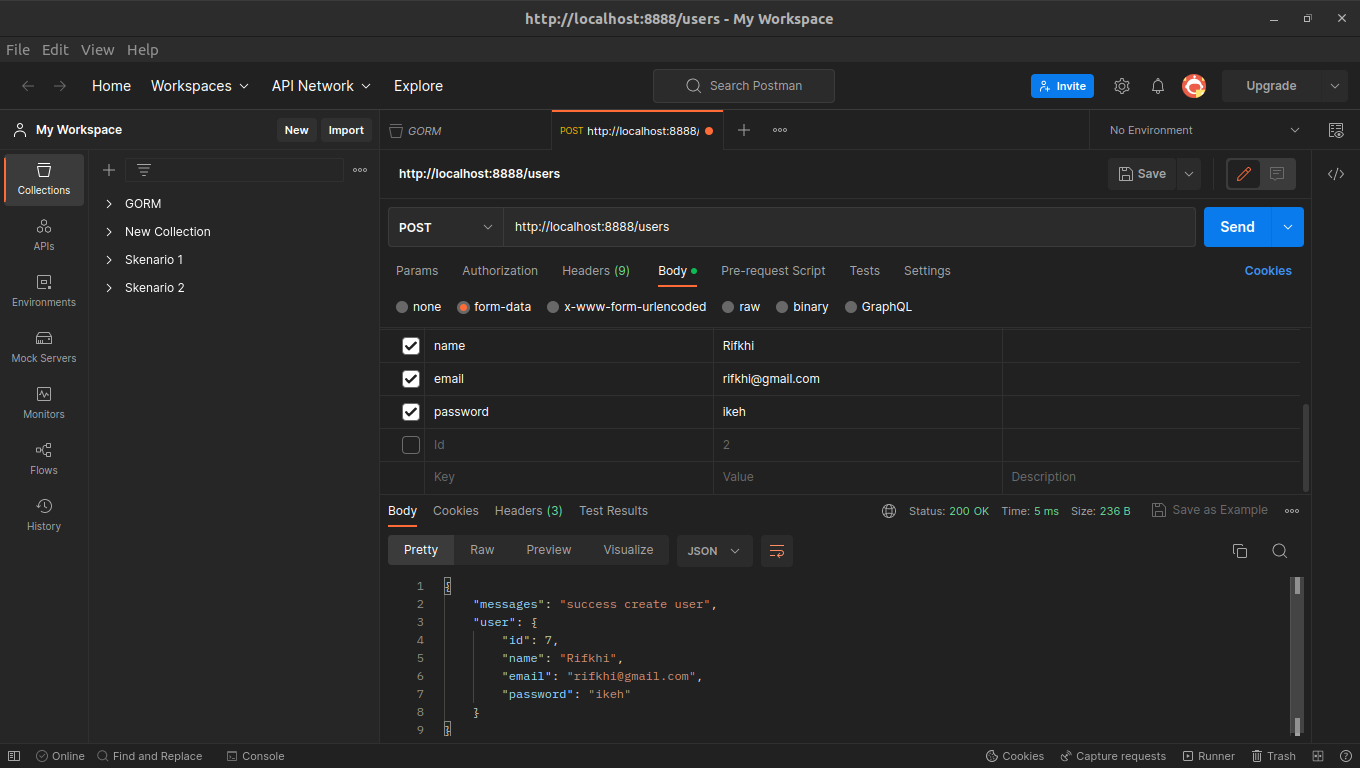 http://localhost:8888/users - My Workspace
File Edit View Help
Home Workspaces API Network Explore Search Postman Invite Upgrade
My Workspace New Import
GORM POST http://localhost:8888/ No Environment
Collections
APIs
Environments
Mock Servers
Monitors
Flows
History
GORM
New Collection
Skenario 1
Skenario 2
http://localhost:8888/users Save
POST http://localhost:8888/users Send
Params Authorization Headers (9) Body Pre-request Script Tests Settings Cookies
none form-data x-www-form-urlencoded raw binary GraphQL
name Rifkhi
email rifkhi@gmail.com
password ikeh
Id 2
Key Value Description
Body Cookies Headers (3) Test Results Status: 200 OK Time: 5 ms Size: 236 B Save as Example
Pretty Raw Preview Visualize JSON
1 {
2 "messages": "success create user",
3 "user": {
4 "id": 7,
5 "name": "Rifkhi",
6 "email": "rifkhi@gmail.com",
7 "password": "ikeh"
8 }
9 }
Online Find and Replace Console Cookies Capture requests Runner Trash